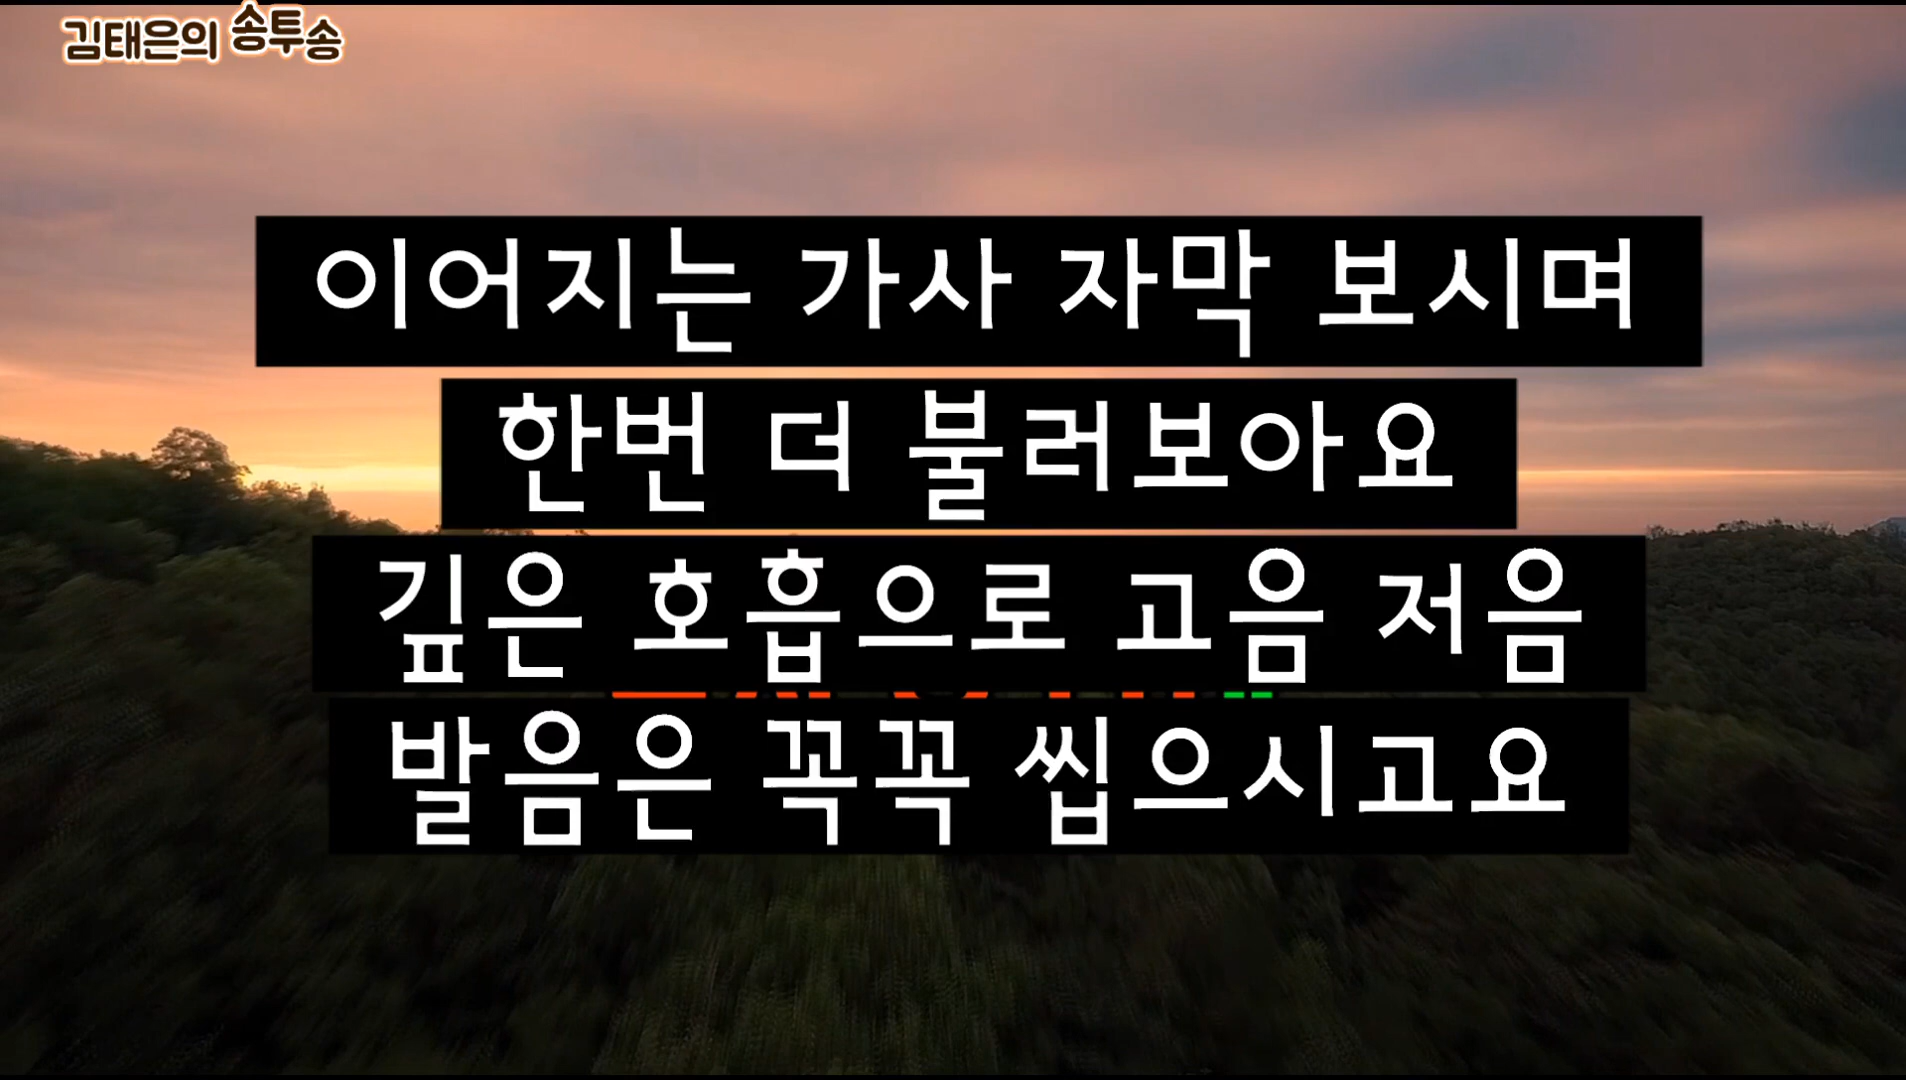 김태은의 송투송
이어지는 가사 자막 보시며
한번 더 불러보아요
깊은 호흡으로 고음 저음
발음은 꼭꼭 씹으시고요